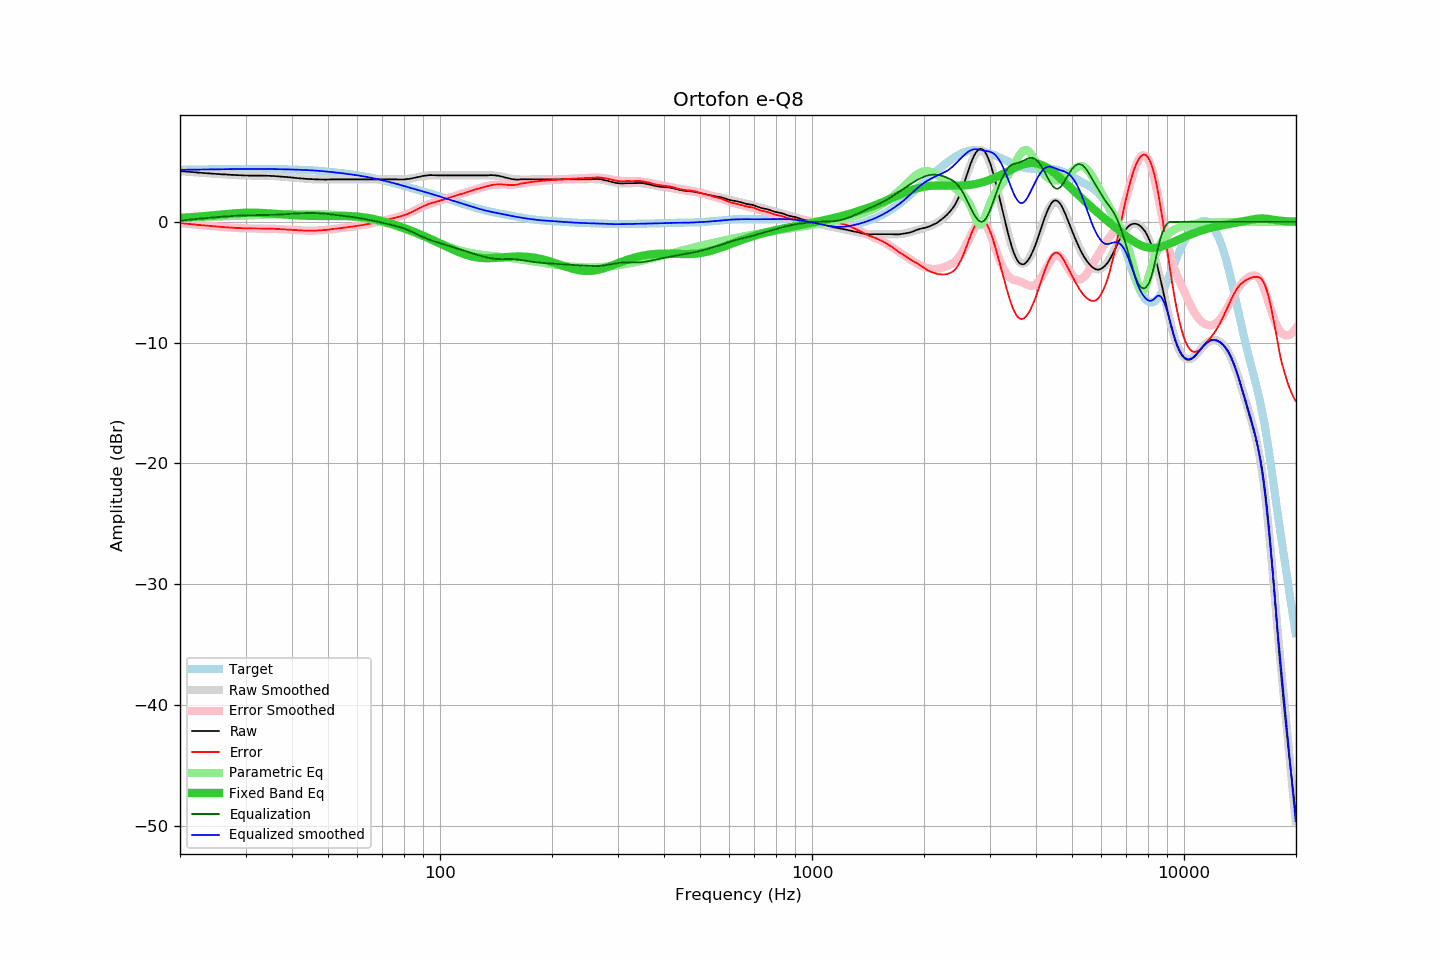 Ortofon e-Q8
Amplitude (dBr)
0
−10
−20
−30
−40
−50
Target
Raw Smoothed
Error Smoothed
Raw
Error
Parametric Eq
Fixed Band Eq
Equalization
Equalized smoothed
100
1000
10000
Frequency (Hz)